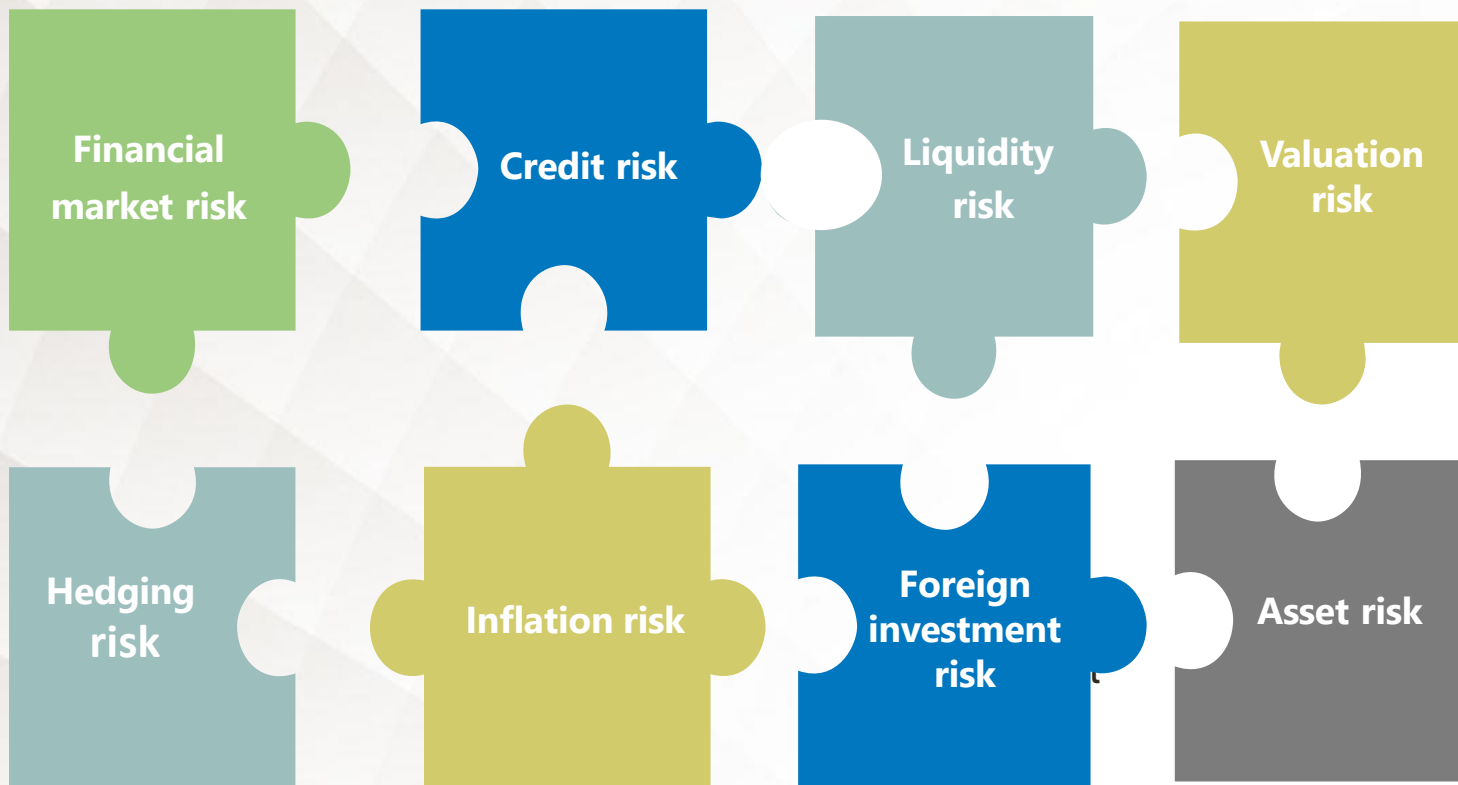 Financial
market risk
Credit risk
Liquidity
risk
Valuation
risk
Hedging
risk
Inflation risk
Foreign
investment
risk
Asset risk